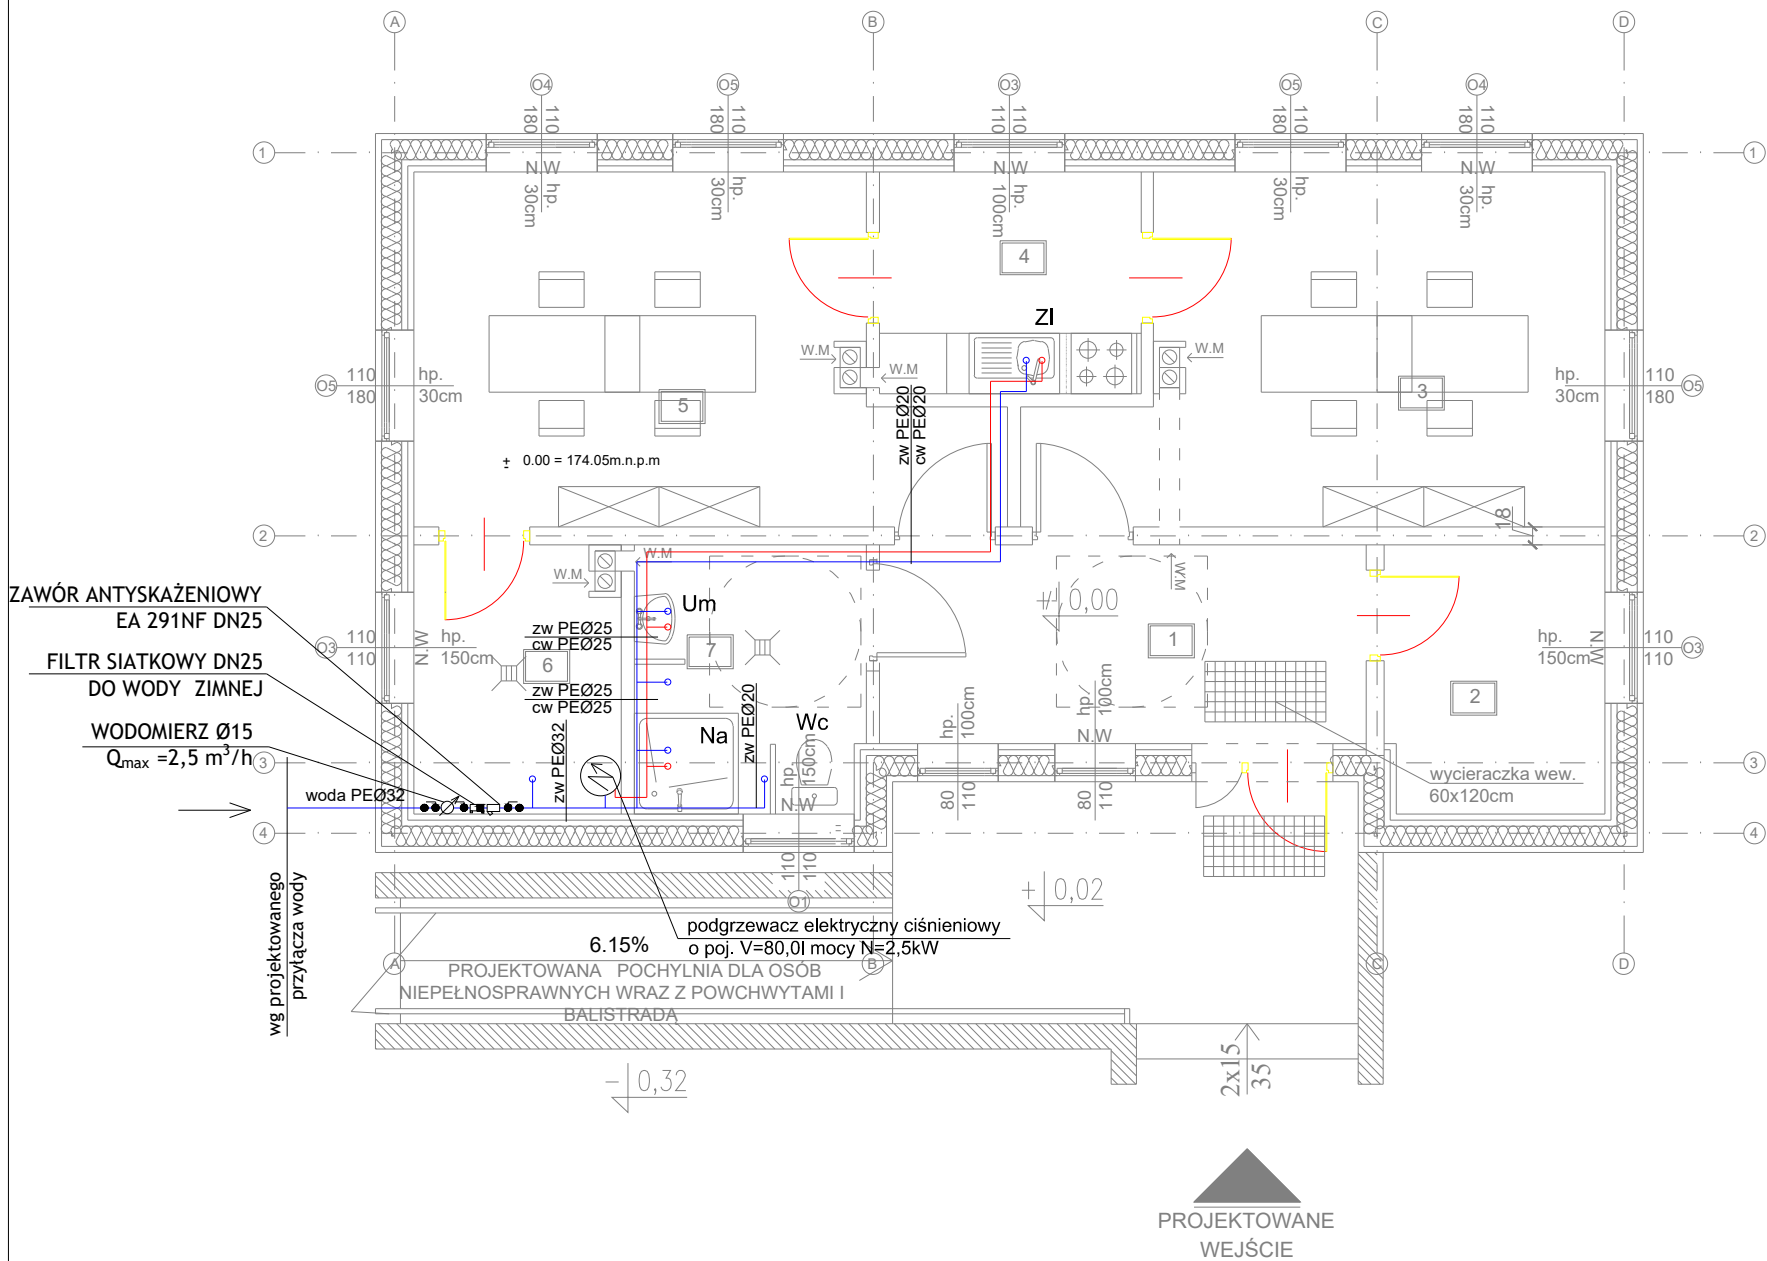 A
B
C
D
O4
110
180
O5
110
180
O3
110
110
O5
110
180
O4
110
180
1
1
N.W
hp.
30cm
hp.
30cm
N.W
hp.
100cm
hp.
30cm
N.W
hp.
30cm
4
Zl
W.M
W.M
W.M
O5
110
180
hp.
30cm
5
3
hp.
30cm
110
180
O5
zw PEØ20
cw PEØ20
± 0.00 = 174.05m.n.p.m
18
2
2
W.M
W.M
W.M
ZAWÓR ANTYSKAŻENIOWY
EA 291NF DN25
FILTR SIATKOWY DN25
DO WODY ZIMNEJ
WODOMIERZ Ø15
Qmax =2,5 m³/h
O3
110
110
N.W
hp.
150cm
6
Um
zw PEØ25
cw PEØ25
7
zw PEØ25
cw PEØ25
+/- 0,00
1
2
hp.
150cm
N.W
110
110
O3
zw PEØ32
Na
zw PEØ20
Wc
hp.
150cm
N.W
hp.
100cm
80
110
hp.
100cm
N.W
80
110
wycieraczka wew.
60x120cm
3
3
woda PEØ32
4
4
110
110
O1
wg projektowanego
przyłącza wody
podgrzewacz elektryczny ciśnieniowy
o poj. V=80,0l mocy N=2,5kW
+ 0,02
6.15%
A
B
C
D
PROJEKTOWANA POCHYLNIA DLA OSÓB
NIEPEŁNOSPRAWNYCH WRAZ Z POWCHWYTAMI I
BALISTRADĄ
- 0,32
2x15
35
PROJEKTOWANE
WEJŚCIE